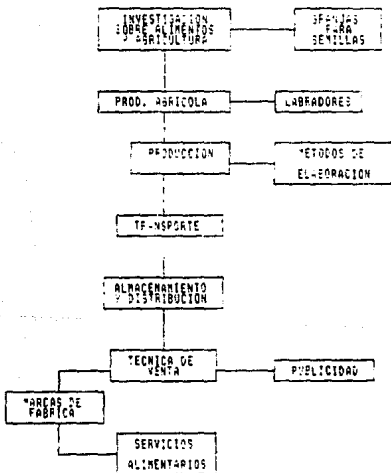 INVESTIGACION
SOBRE ALIMENTOS
Y AGRICULTURA
GRANJAS
PARA
SEMILLAS
PROD. AGRICOLA
LABRADORES
PRODUCCION
METODOS DE
ELABORACION
TRANSPORTE
ALMACENAMIENTO
Y DISTRIBUCION
TECNICA DE
VENTA
PUBLICIDAD
MARCAS DE
FABRICA
SERVICIOS
ALIMENTARIOS